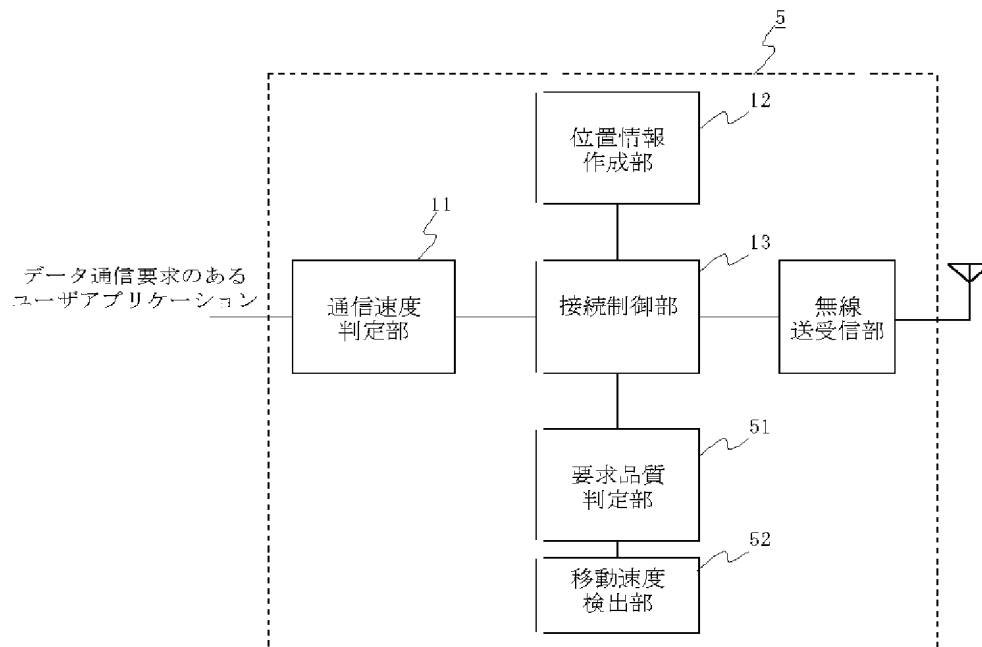 5
12
位置情報
作成部
11
13
データ通信要求のある
ユーザアプリケーション
通信速度
判定部
接続制御部
無線
送受信部
51
要求品質
判定部
52
移動速度
検出部